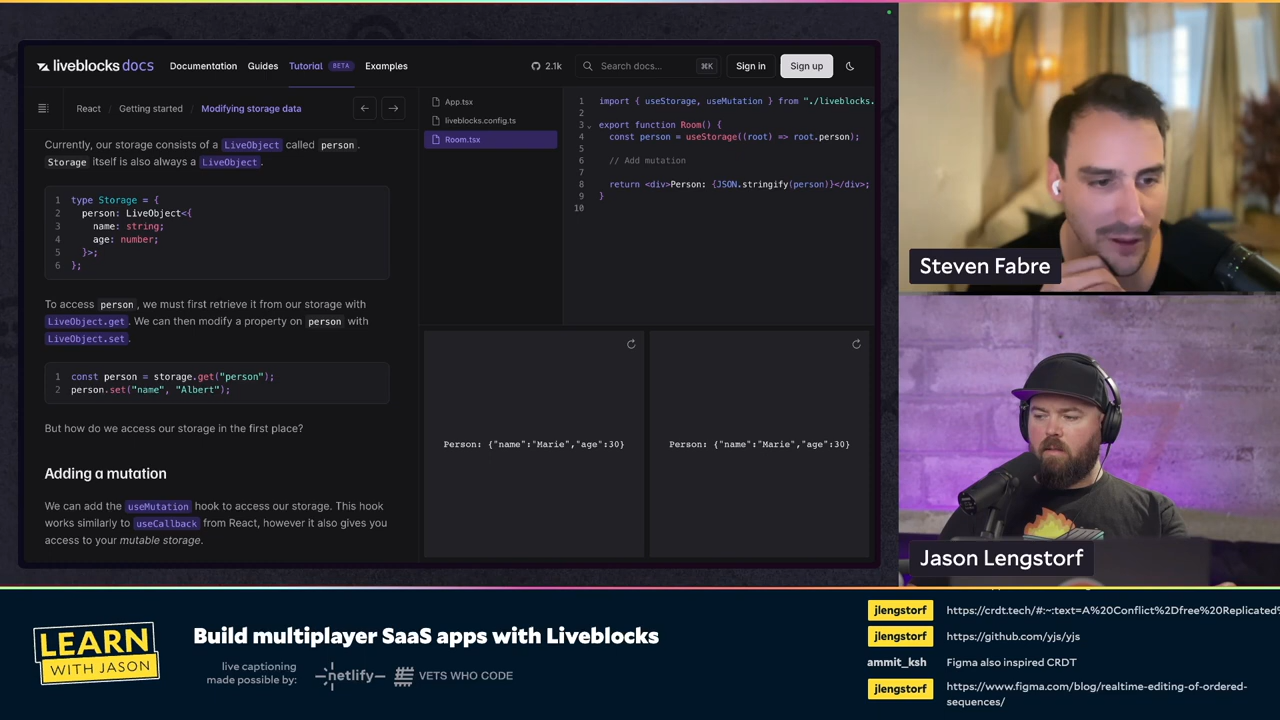 liveblocks docs
Documentation
Guides
Tutorial BETA
Examples
2.1k
Search docs...
⌘K
Sign in
Sign up
React / Getting started / Modifying storage data
Currently, our storage consists of a LiveObject called person.
Storage itself is also always a LiveObject.
1 type Storage = {
2 person: LiveObject<{
3 name: string;
4 age: number;
5 }>;
6 };
To access person, we must first retrieve it from our storage with
LiveObject.get. We can then modify a property on person with
LiveObject.set.
1 const person = storage.get("person");
2 person.set("name", "Albert");
But how do we access our storage in the first place?
Adding a mutation
We can add the useMutation hook to access our storage. This hook
works similarly to useCallback from React, however it also gives you
access to your mutable storage.
App.tsx
liveblocks.config.ts
Room.tsx
1 import { useStorage, useMutation } from "./liveblocks.
2
3 export function Room() {
4 const person = useStorage((root) => root.person);
5
6 // Add mutation
7
8 return <div>Person: {JSON.stringify(person)}</div>;
9 }
10
Person: {"name":"Marie","age":30}
Person: {"name":"Marie","age":30}
Steven Fabre
Jason Lengstorf
LEARN
WITH JASON
Build multiplayer SaaS apps with Liveblocks
live captioning
made possible by:
netlify
VETS WHO CODE
jlengstorf https://crdt.tech/#:~:text=A%20Conflict%2Dfree%20Replicated%
jlengstorf https://github.com/yjs/yjs
ammit_ksh Figma also inspired CRDT
jlengstorf https://www.figma.com/blog/realtime-editing-of-ordered-
sequences/